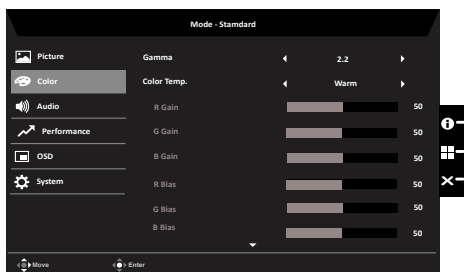 Mode - Standard
Picture
Gamma 2.2
Color
Color Temp. Warm
Audio
R Gain 50
Performance
G Gain 50
OSD
B Gain 50
System
R Bias 50
G Bias 50
B Bias 50
Move Enter